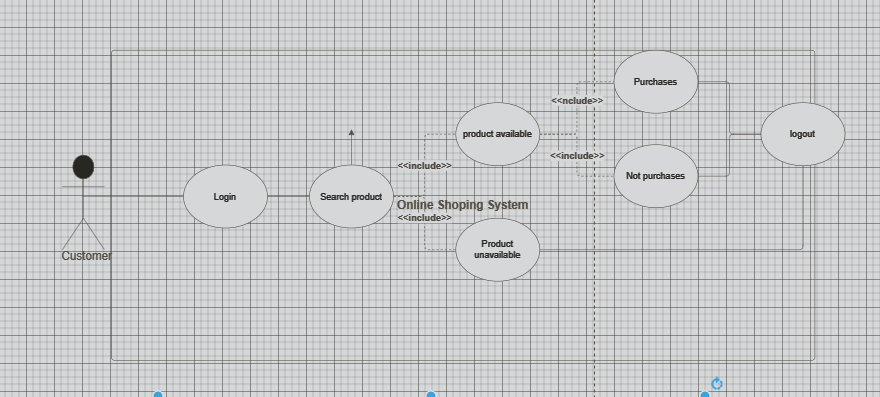 Purchases
<<nclude>>
product available
logout
<<include>>
<<include>>
Not purchases
Login
Search product
Online Shoping System
<<include>>
Product
unavailable
Customer